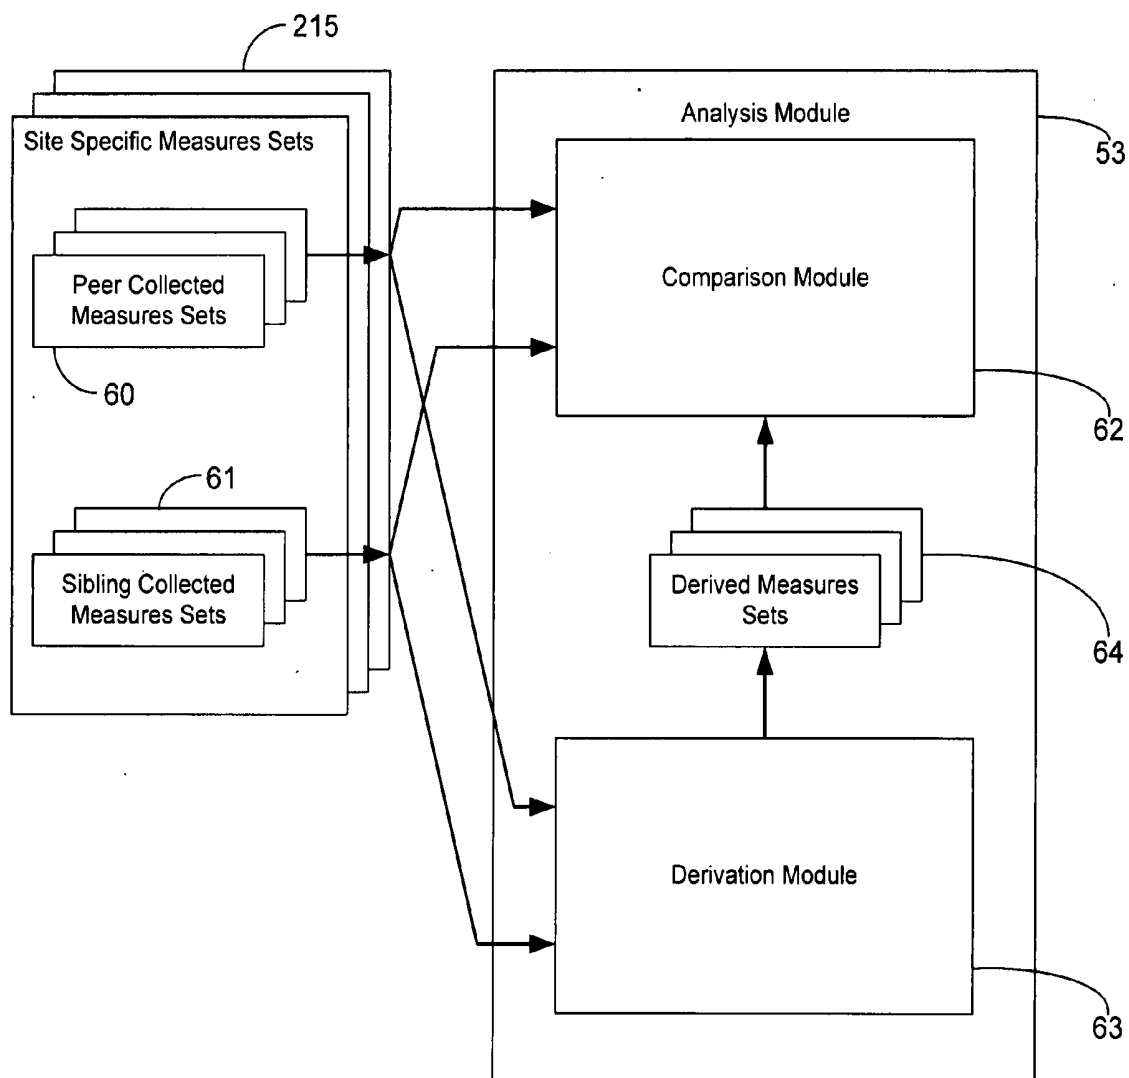 215
Site Specific Measures Sets
Peer Collected
Measures Sets
60
61
Sibling Collected
Measures Sets
Analysis Module
53
Comparison Module
62
Derived Measures
Sets
64
Derivation Module
63